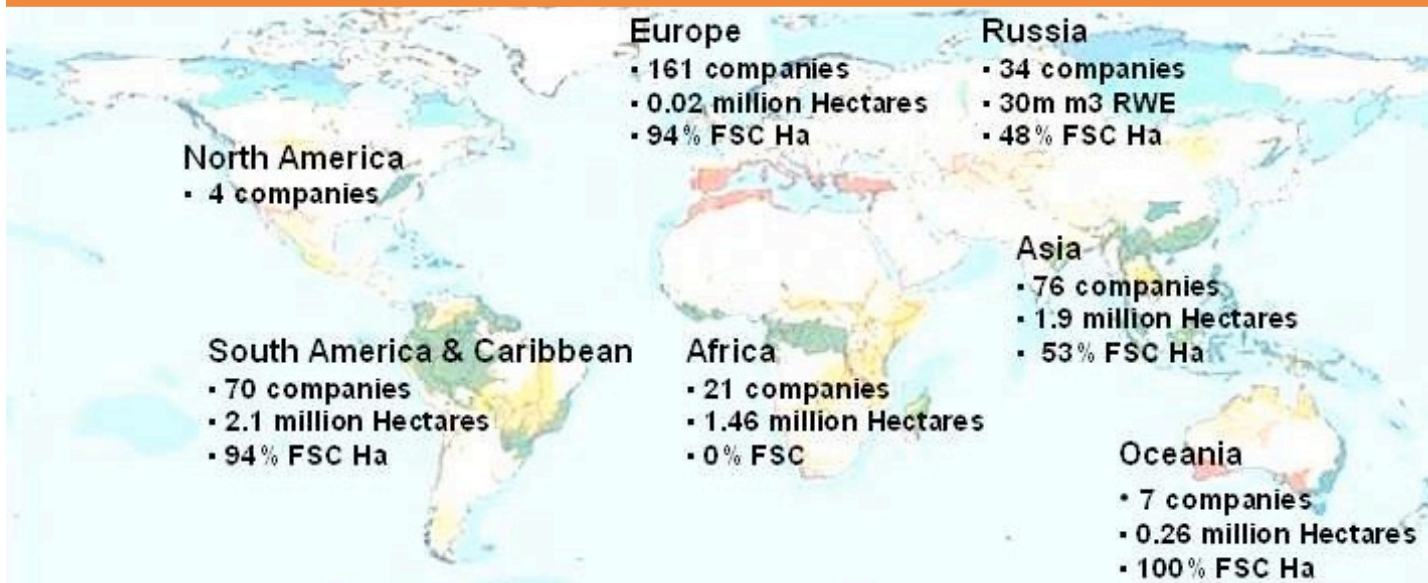 Europe
▪ 161 companies
▪ 0.02 million Hectares
▪ 94% FSC Ha
Russia
▪ 34 companies
▪ 30m m3 RWE
▪ 48% FSC Ha
North America
▪ 4 companies
Asia
▪ 76 companies
▪ 1.9 million Hectares
▪ 53% FSC Ha
South America & Caribbean
▪ 70 companies
▪ 2.1 million Hectares
▪ 94% FSC Ha
Africa
▪ 21 companies
▪ 1.46 million Hectares
▪ 0% FSC
Oceania
• 7 companies
▪ 0.26 million Hectares
▪ 100% FSC Ha